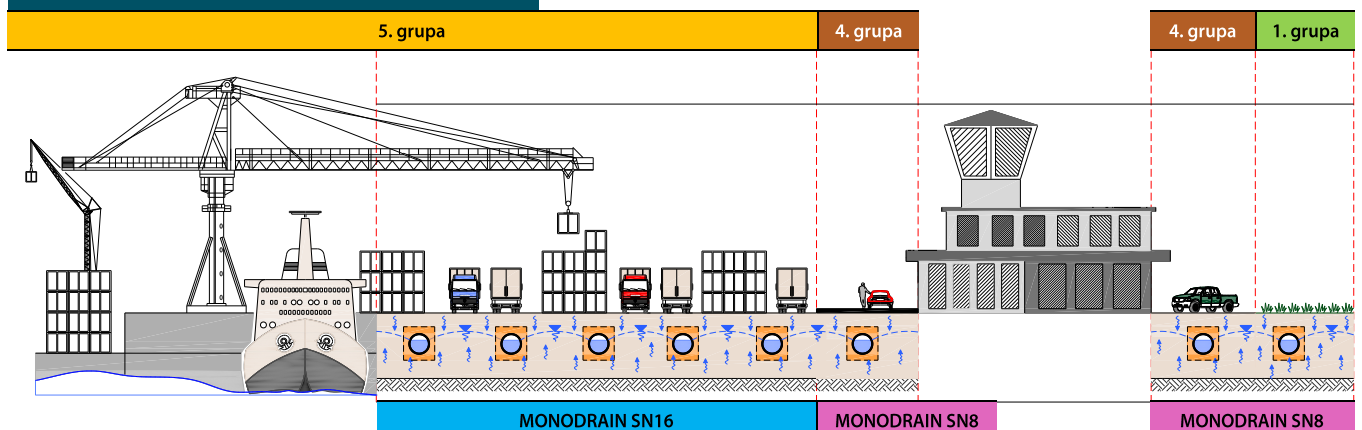 5. grupa
4. grupa
4. grupa
1. grupa
MONODRAIN SN16
MONODRAIN SN8
MONODRAIN SN8